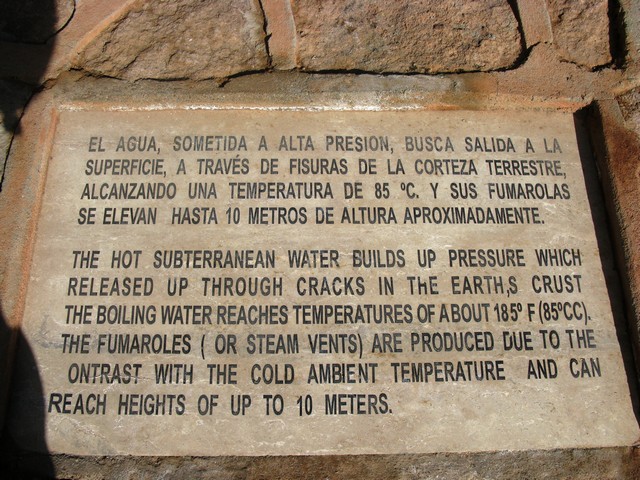 EL AGUA, SOMETIDA A ALTA PRESION, BUSCA SALIDA A LA
SUPERFICIE, A TRAVÉS DE FISURAS DE LA CORTEZA TERRESTRE,
ALCANZANDO UNA TEMPERATURA DE 85 ºC. Y SUS FUMAROLAS
SE ELEVAN HASTA 10 METROS DE ALTURA APROXIMADAMENTE.
THE HOT SUBTERRANEAN WATER BUILDS UP PRESSURE WHICH
RELEASED UP THROUGH CRACKS IN THE EARTH,S CRUST
THE BOILING WATER REACHES TEMPERATURES OF ABOUT 185º F (85ºCC).
THE FUMAROLES ( OR STEAM VENTS) ARE PRODUCED DUE TO THE
ONTRAST WITH THE COLD AMBIENT TEMPERATURE AND CAN
REACH HEIGHTS OF UP TO 10 METERS.